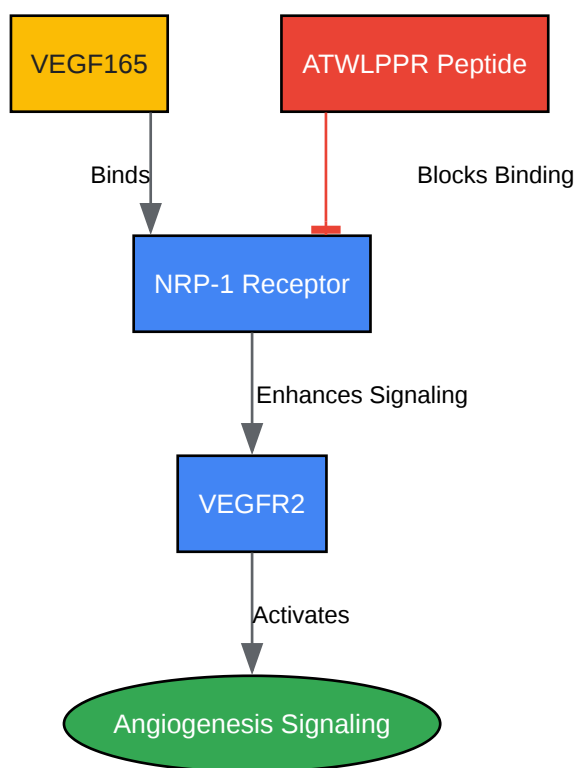 VEGF165
ATWLPPR Peptide
Binds
Blocks Binding
NRP-1 Receptor
Enhances Signaling
VEGFR2
Activates
Angiogenesis Signaling